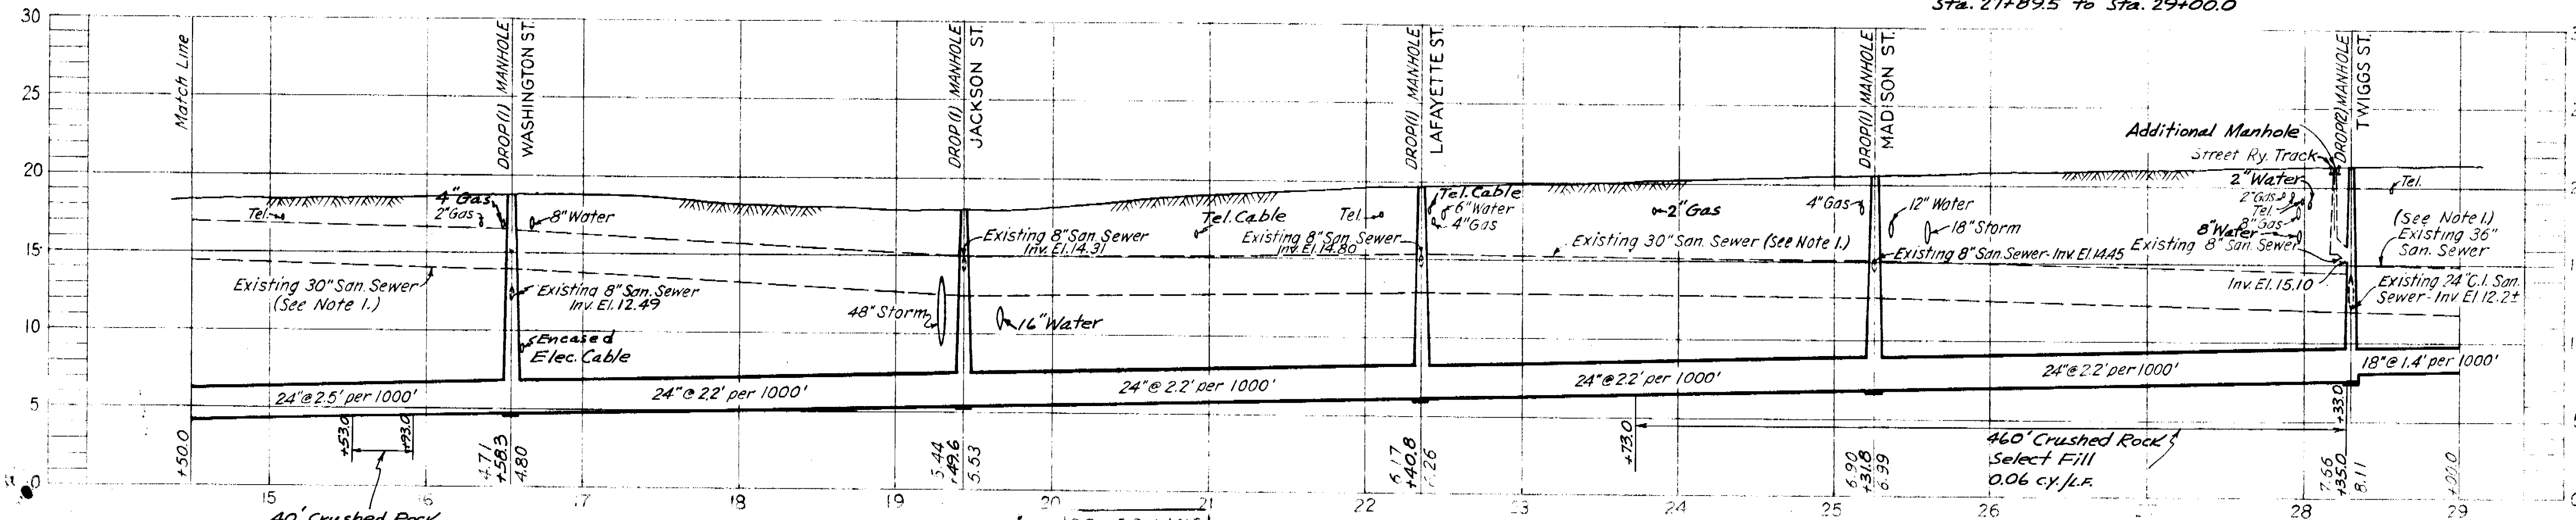 Sta. 27+89.5 to Sta. 29+00.0
30
25
20
15
10
5
0
Match Line
DROP(1) MANHOLE
WASHINGTON ST.
DROP(1) MANHOLE
JACKSON ST.
DROP(1) MANHOLE
LAFAYETTE ST.
DROP(1) MANHOLE
MADISON ST.
DROP(2) MANHOLE
TWIGGS ST.
Additional Manhole
Street Ry. Track
Tel.
4" Gas
2" Gas
8" Water
Existing 30" San. Sewer
(See Note 1.)
Existing 8" San. Sewer
Inv. El. 12.49
Encased
Elec. Cable
48" Storm
Existing 8" San. Sewer
Inv. El. 14.31
16" Water
Tel. Cable
Tel.
Existing 8" San. Sewer
Inv. El. 14.80
Tel. Cable
6" Water
4" Gas
2" Gas
Existing 30" San. Sewer (See Note 1.)
4" Gas
12" Water
18" Storm
Existing 8" San. Sewer-Inv. El. 14.45
2" Water
2" Gas
Tel.
8" Gas
8" Water
Existing 8" San. Sewer
Inv. El. 15.10
Tel.
(See Note 1.)
Existing 36"
San. Sewer
Existing 24" C.I. San.
Sewer-Inv. El. 12.2±
24" @ 2.5' per 1000'
24" @ 2.2' per 1000'
24" @ 2.2' per 1000'
24" @ 2.2' per 1000'
24" @ 2.2' per 1000'
18" @ 1.4' per 1000'
+50.0
+53.0
+93.0
4.71
+58.3
4.80
+49.6
5.53
6.17
+40.8
+73.0
6.90
+31.8
6.99
460' Crushed Rock
Select Fill
0.06 c.y./L.F.
+33.0
7.66
+35.0
8.11
+00.0
15
16
17
18
19
20
21
22
23
24
25
26
27
28
29
40' Crushed Rock